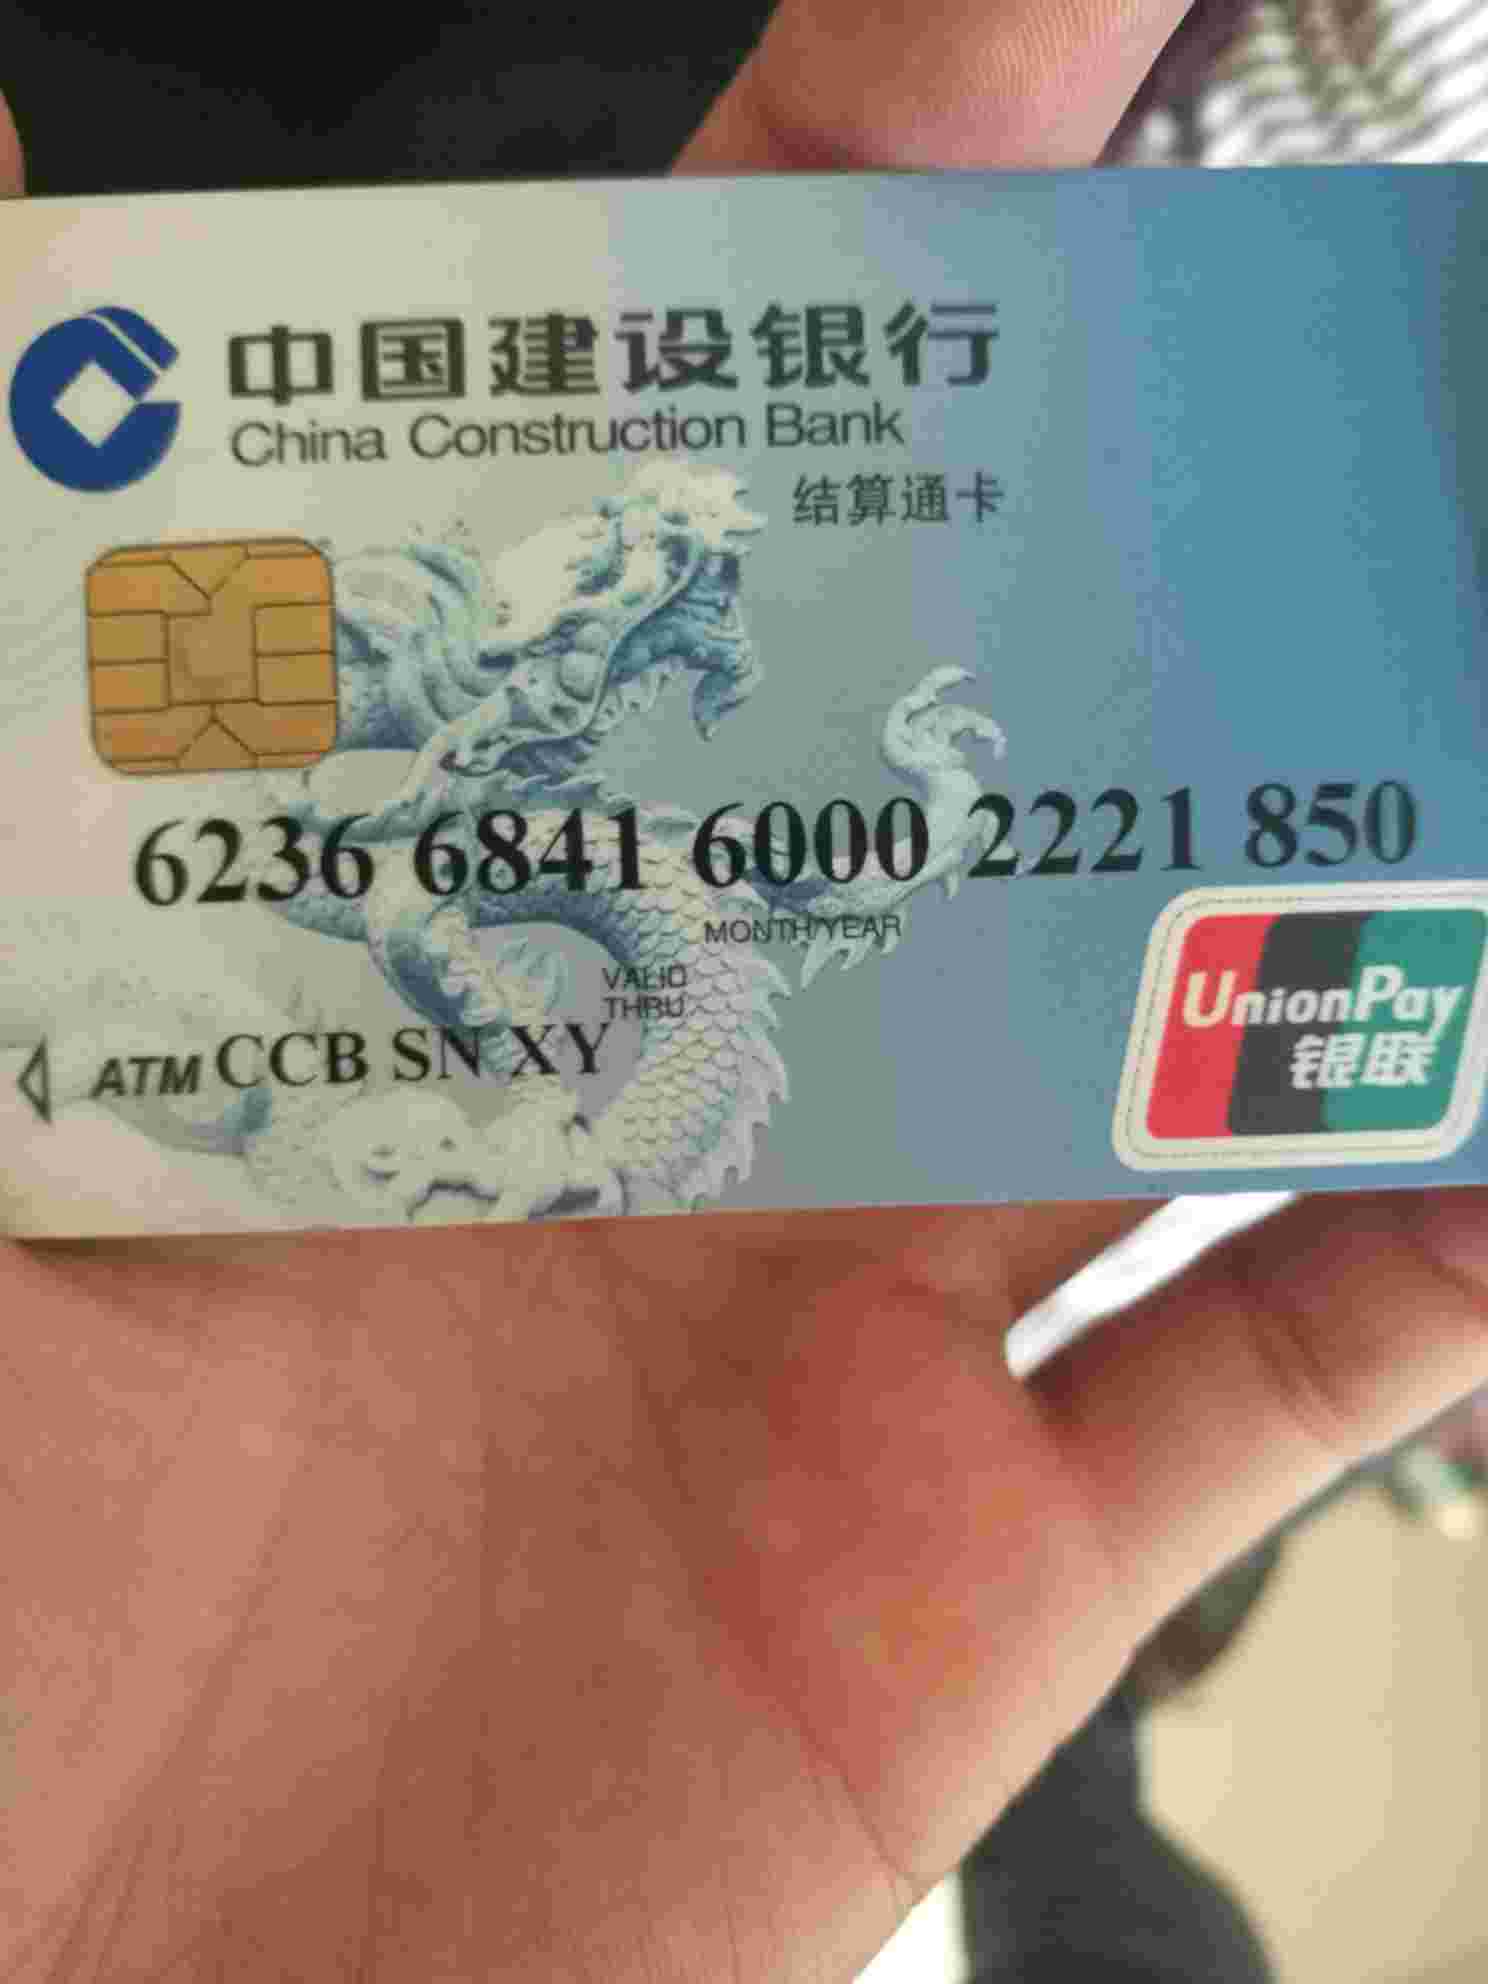 中国建设银行
China Construction Bank
结算通卡
6236 6841 6000 2221 850
MONTH/YEAR
VALID
THRU
ATM CCB SN XY
UnionPay
银联